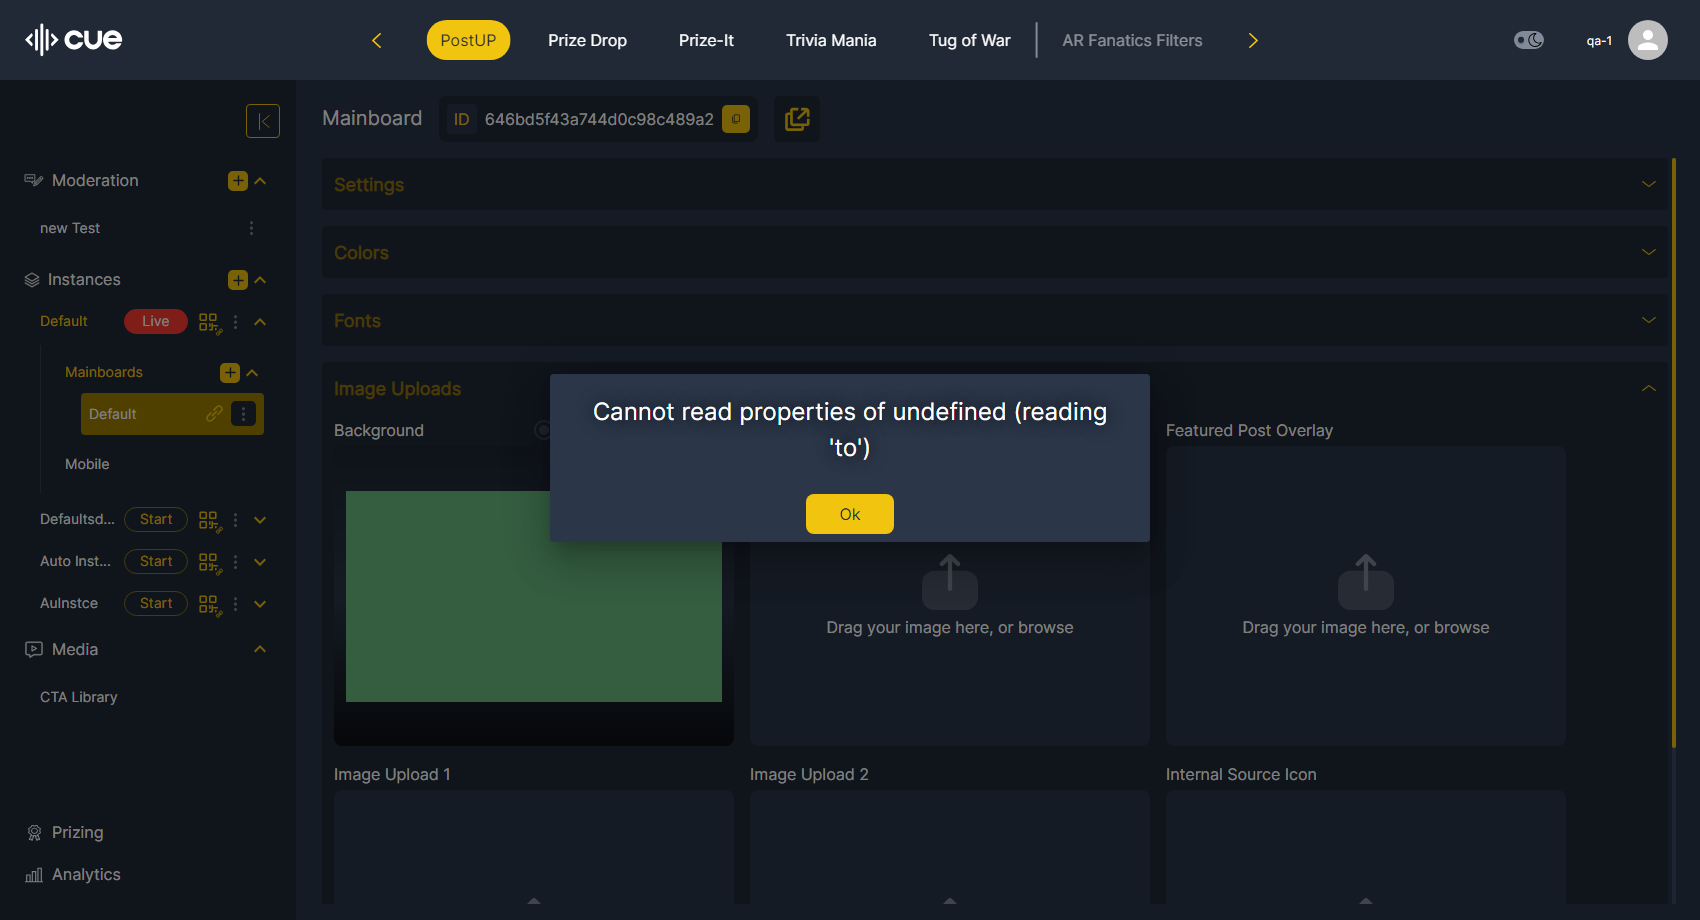 cue
PostUP
Prize Drop
Prize-It
Trivia Mania
Tug of War
AR Fanatics Filters
qa-1
Mainboard
ID
646bd5f43a744d0c98c489a2
Moderation
new Test
Instances
Default
Live
Mainboards
Default
Mobile
Defaultsd...
Start
Auto Inst...
Start
AuInstce
Start
Media
CTA Library
Prizing
Analytics
Settings
Colors
Fonts
Image Uploads
Background
Featured Post Overlay
Cannot read properties of undefined (reading
'to')
Ok
Drag your image here, or browse
Drag your image here, or browse
Image Upload 1
Image Upload 2
Internal Source Icon